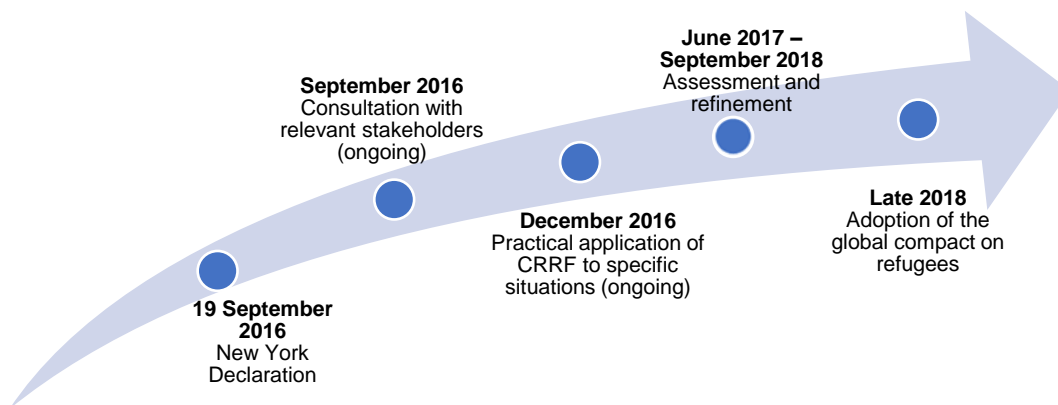 19 September
2016
New York
Declaration
September 2016
Consultation with
relevant stakeholders
(ongoing)
December 2016
Practical application of
CRRF to specific
situations (ongoing)
June 2017 –
September 2018
Assessment and
refinement
Late 2018
Adoption of the
global compact on
refugees